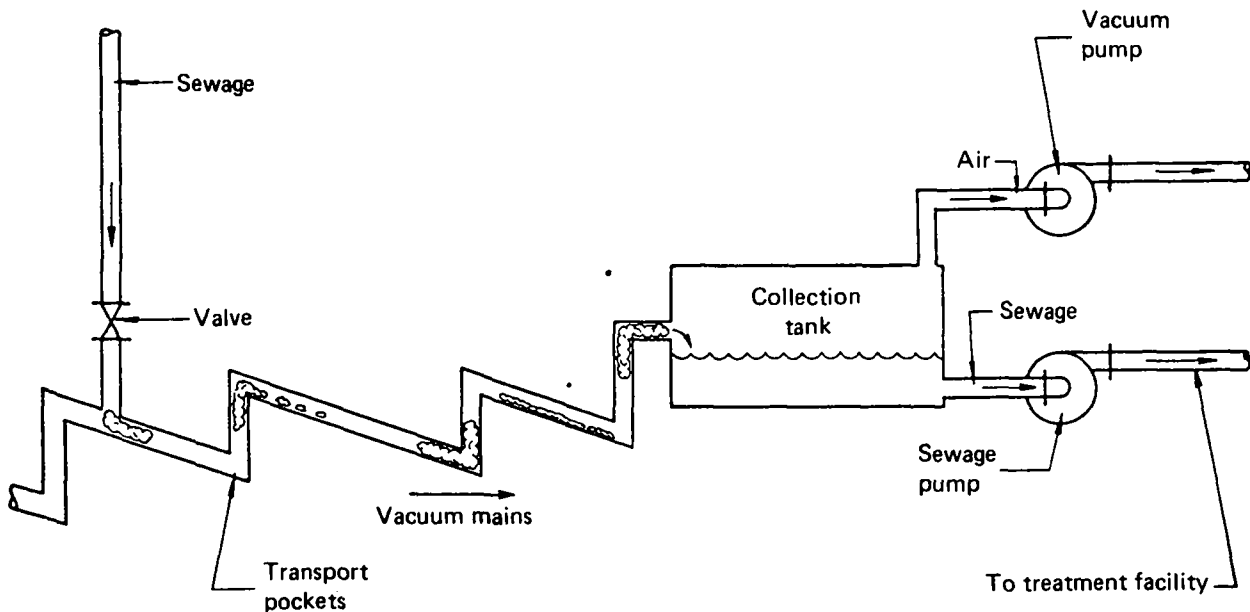 Vacuum
pump
Sewage
Air
Collection
tank
Sewage
Valve
Sewage
pump
Vacuum mains
Transport
pockets
To treatment facility